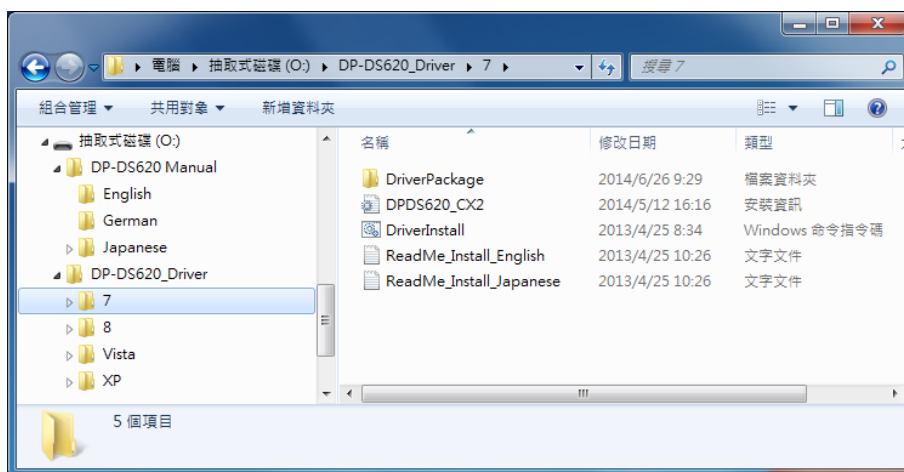 電腦 ▸ 抽取式磁碟 (O:) ▸ DP-DS620_Driver ▸ 7 ▸
搜尋 7
組合管理 ▼ 共用對象 ▼ 新增資料夾
抽取式磁碟 (O:)
DP-DS620 Manual
English
German
Japanese
DP-DS620_Driver
7
8
Vista
XP
名稱 修改日期 類型
DriverPackage 2014/6/26 9:29 檔案資料夾
DPDS620_CX2 2014/5/12 16:16 安裝資訊
DriverInstall 2013/4/25 8:34 Windows 命令指令碼
ReadMe_Install_English 2013/4/25 10:26 文字文件
ReadMe_Install_Japanese 2013/4/25 10:26 文字文件
5 個項目